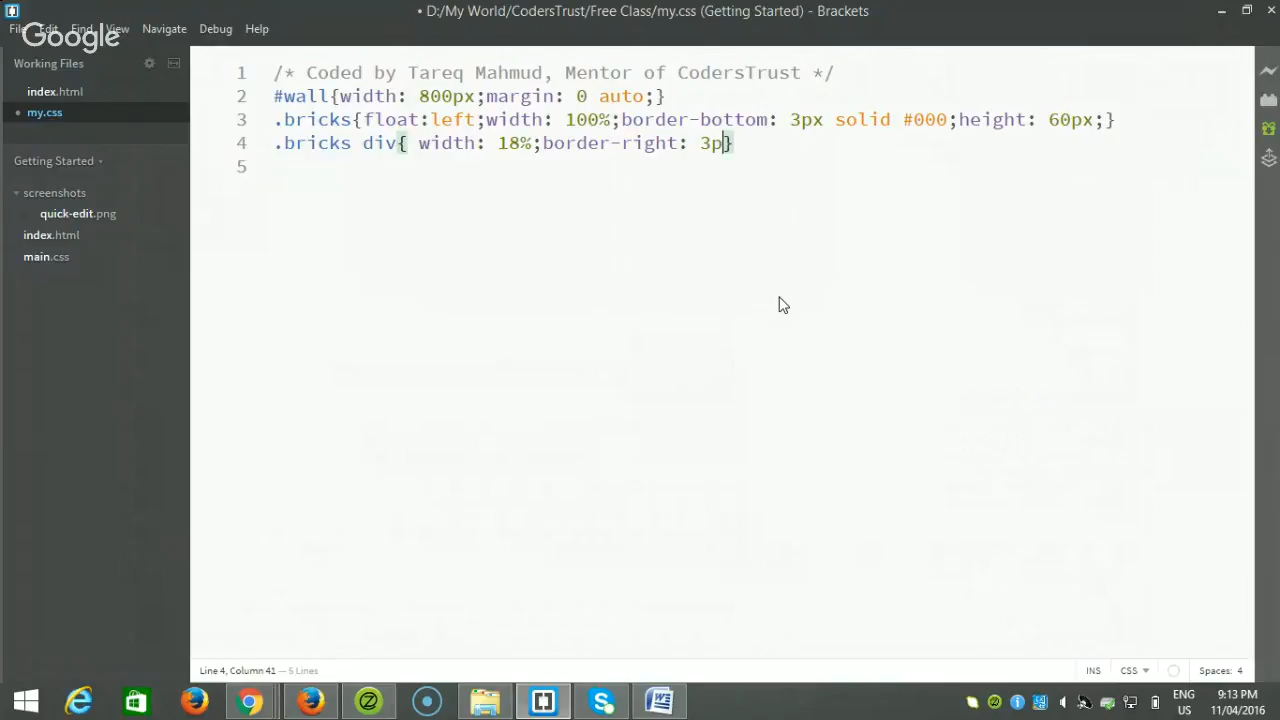 • D:/My World/CodersTrust/Free Class/my.css (Getting Started) - Brackets
File Edit Find View Navigate Debug Help
Google
Working Files
index.html
• my.css
Getting Started
screenshots
quick-edit.png
index.html
main.css
1 /* Coded by Tareq Mahmud, Mentor of CodersTrust */
2 #wall{width: 800px;margin: 0 auto;}
3 .bricks{float:left;width: 100%;border-bottom: 3px solid #000;height: 60px;}
4 .bricks div{ width: 18%;border-right: 3p}
5
Line 4, Column 41 — 5 Lines
INS CSS Spaces: 4
ENG 9:13 PM
US 11/04/2016